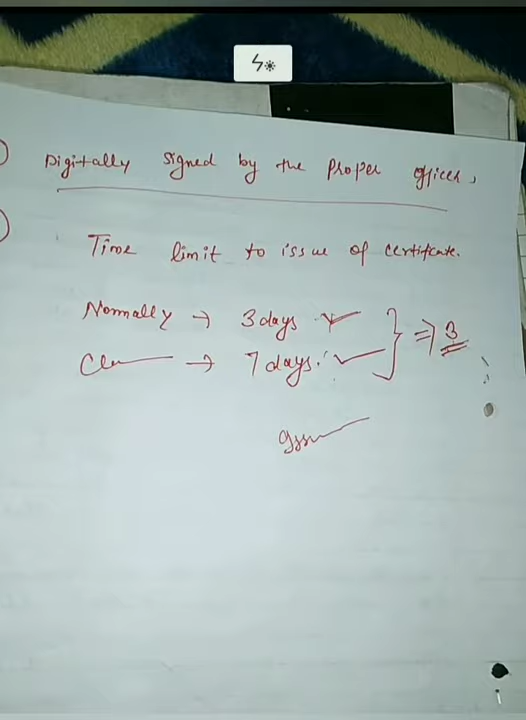 Digitally signed by the Proper officer,
Time limit to issue of certificate.
Normally → 3 days
→ 7 days.
} ⇒ 3